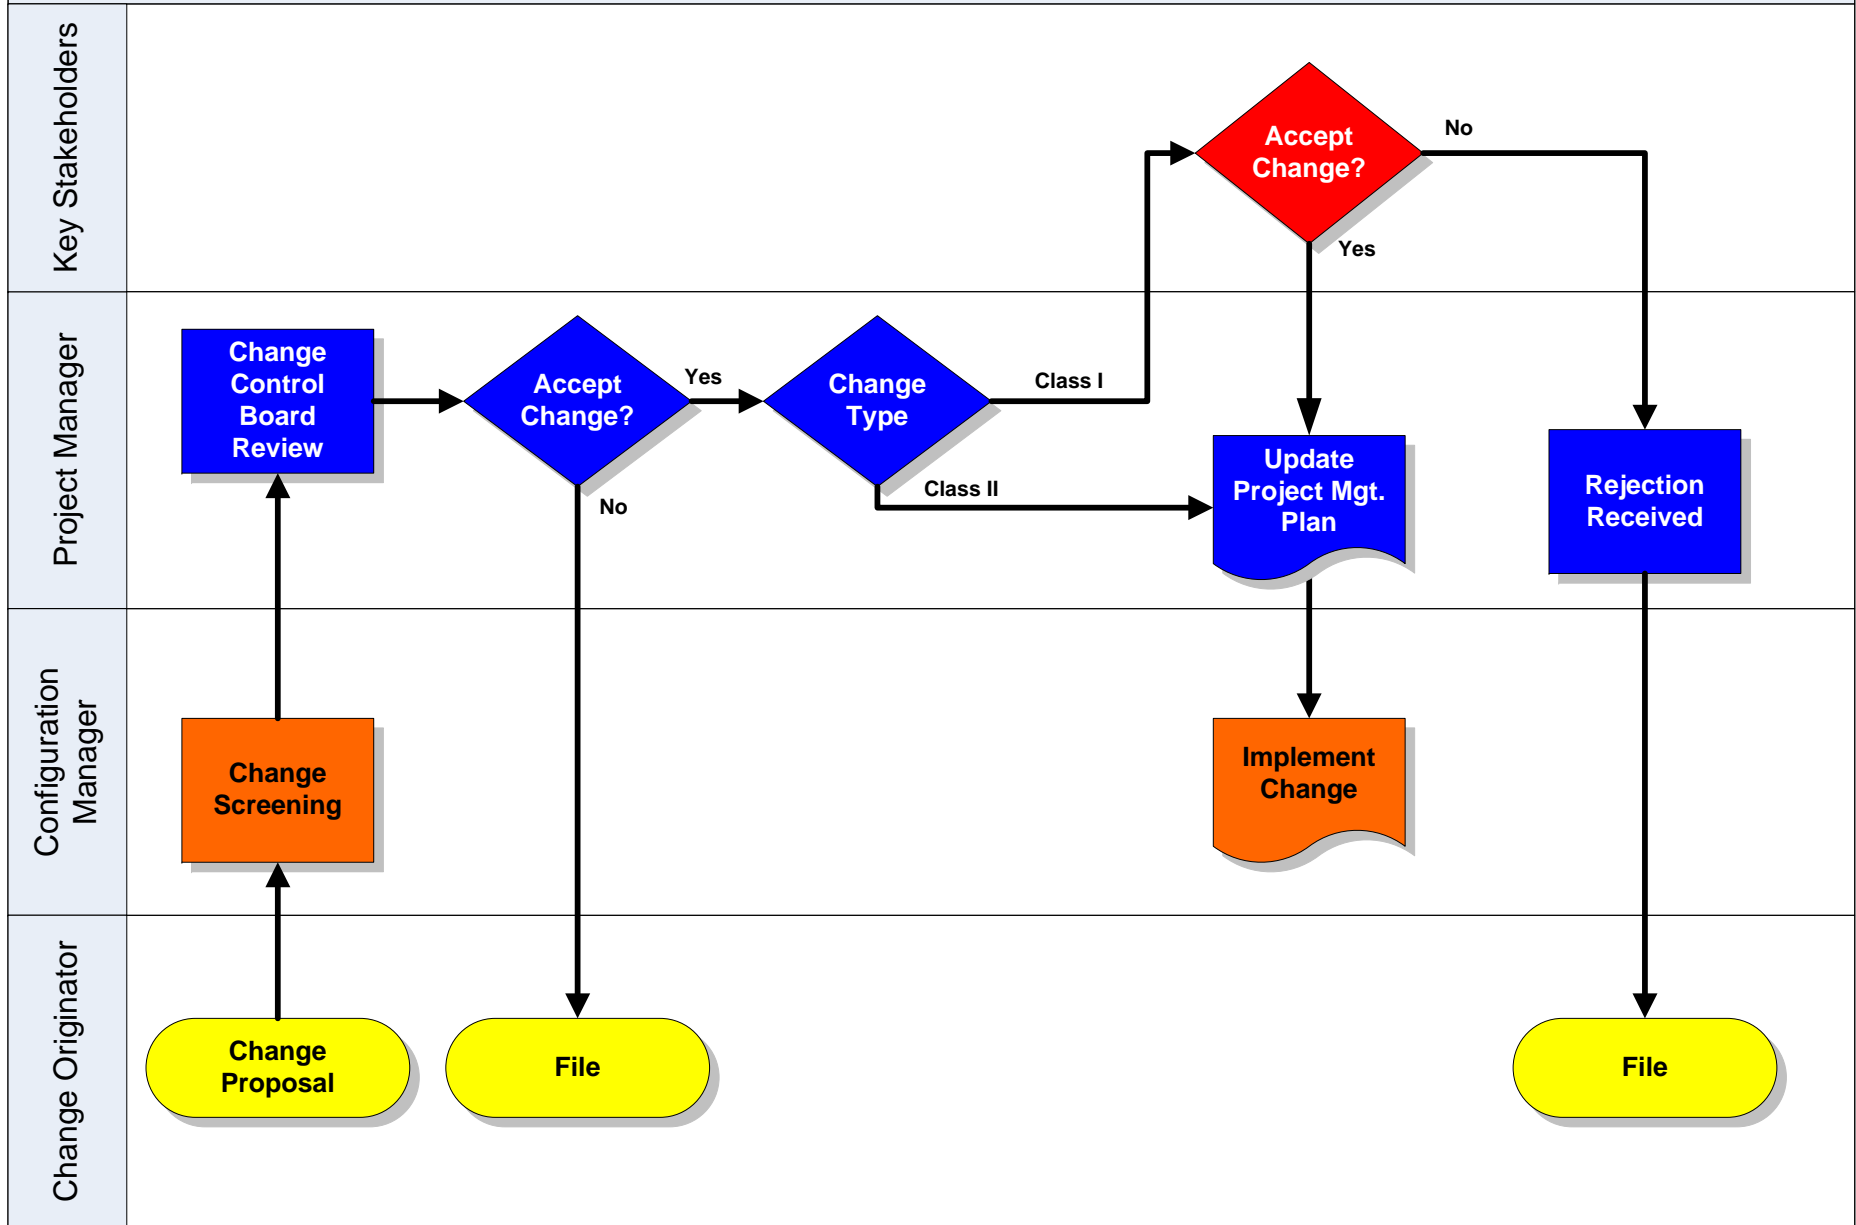 Key Stakeholders
Accept
Change?
No
Yes
Project Manager
Change
Control
Board
Review
Accept
Change?
Yes
No
Change
Type
Class I
Class II
Update
Project Mgt.
Plan
Rejection
Received
Configuration
Manager
Change
Screening
Implement
Change
Change Originator
Change
Proposal
File
File